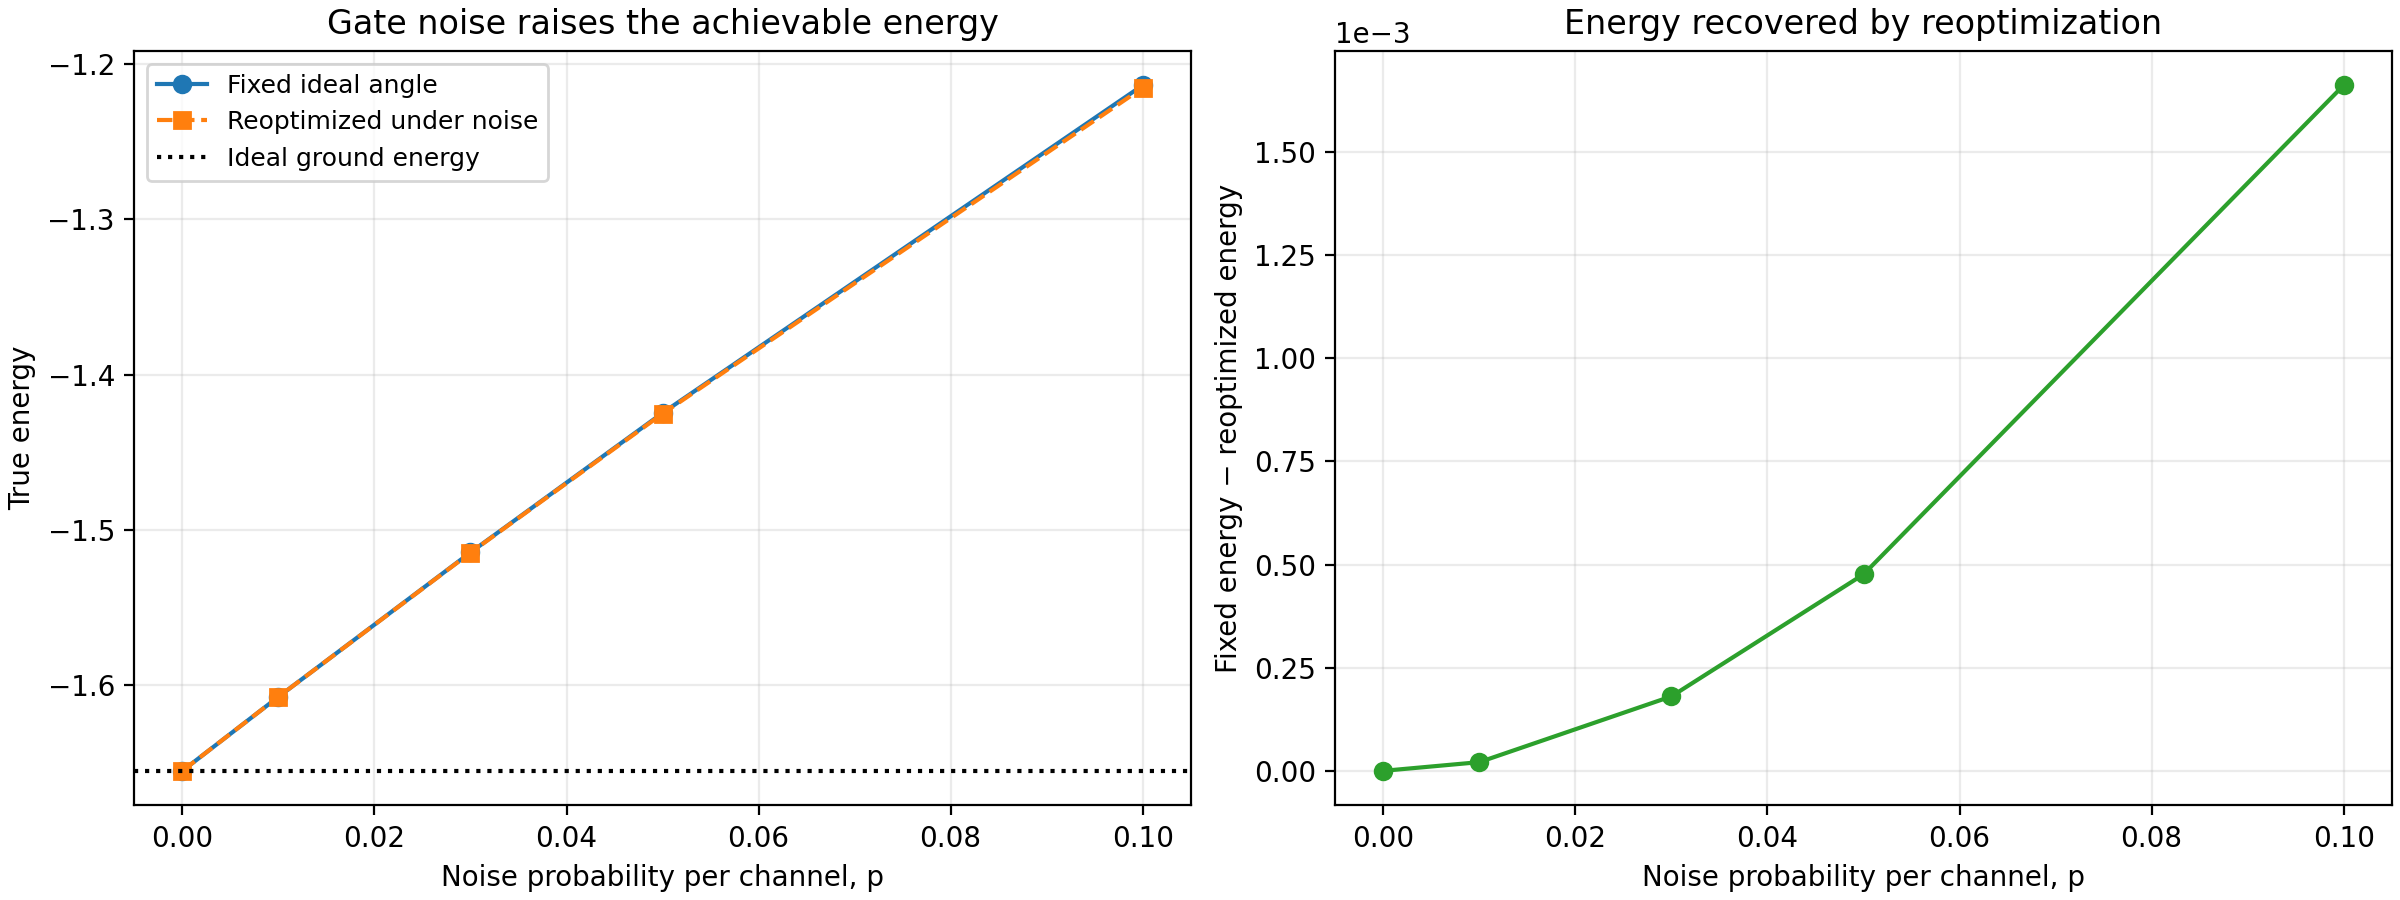 Gate noise raises the achievable energy
−1.2
−1.3
−1.4
−1.5
−1.6
True energy
Fixed ideal angle
Reoptimized under noise
Ideal ground energy
0.00 0.02 0.04 0.06 0.08 0.10
Noise probability per channel, p
Energy recovered by reoptimization
1e−3
1.50
1.25
1.00
0.75
0.50
0.25
0.00
Fixed energy − reoptimized energy
0.00 0.02 0.04 0.06 0.08 0.10
Noise probability per channel, p